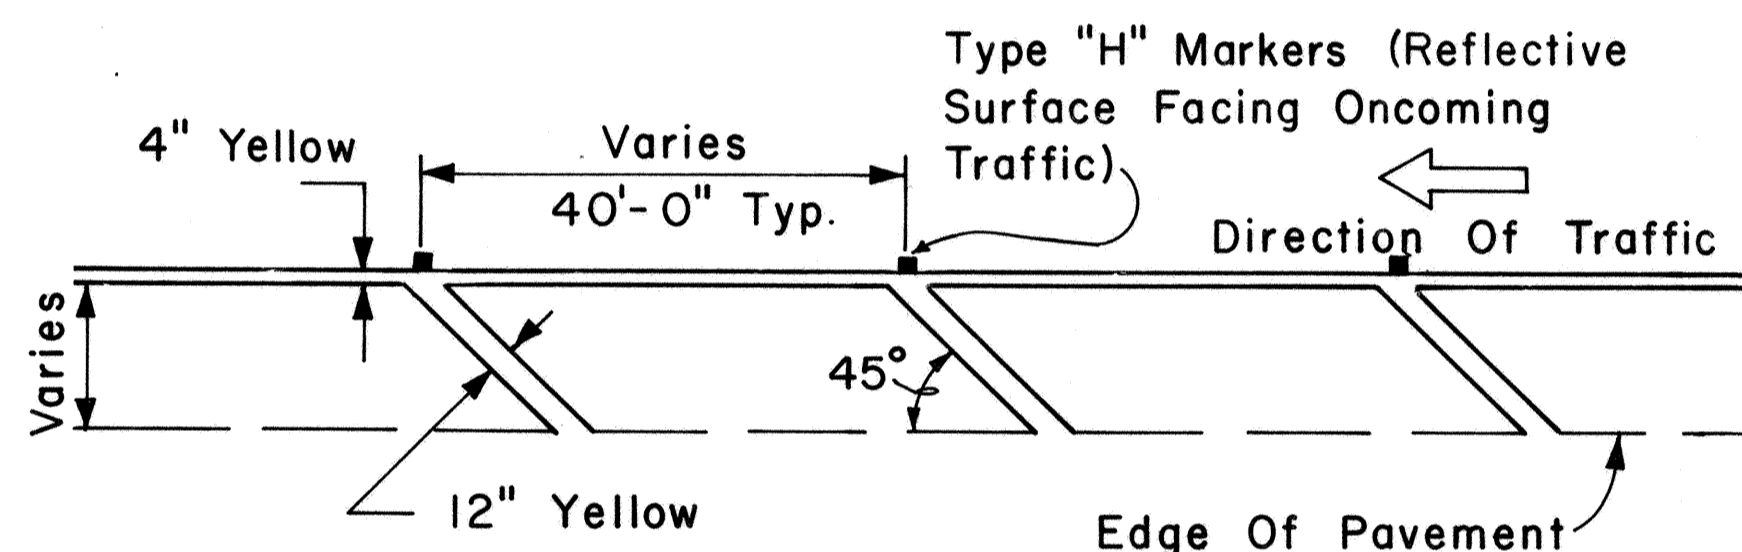 Type "H" Markers (Reflective
Surface Facing Oncoming
Traffic)
4" Yellow
Varies
40'-0" Typ.
Direction Of Traffic
Varies
45°
12" Yellow
Edge Of Pavement